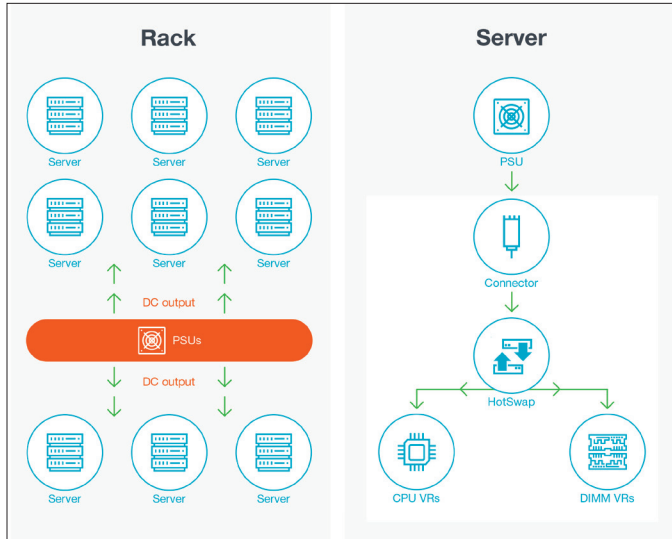 Rack
Server
Server
Server
Server
Server
Server
DC output
PSUs
DC output
Server
Server
Server
Server
PSU
Connector
HotSwap
CPU VRs
DIMM VRs